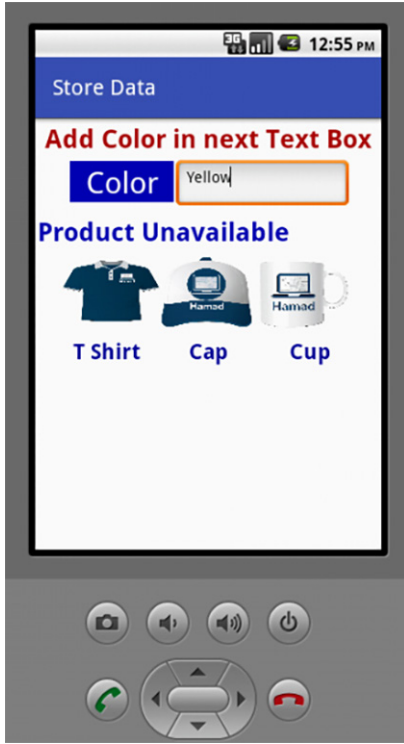 3G 12:55 PM
Store Data
Add Color in next Text Box
Color Yellow
Product Unavailable
Hamad Hamad
T Shirt Cap Cup